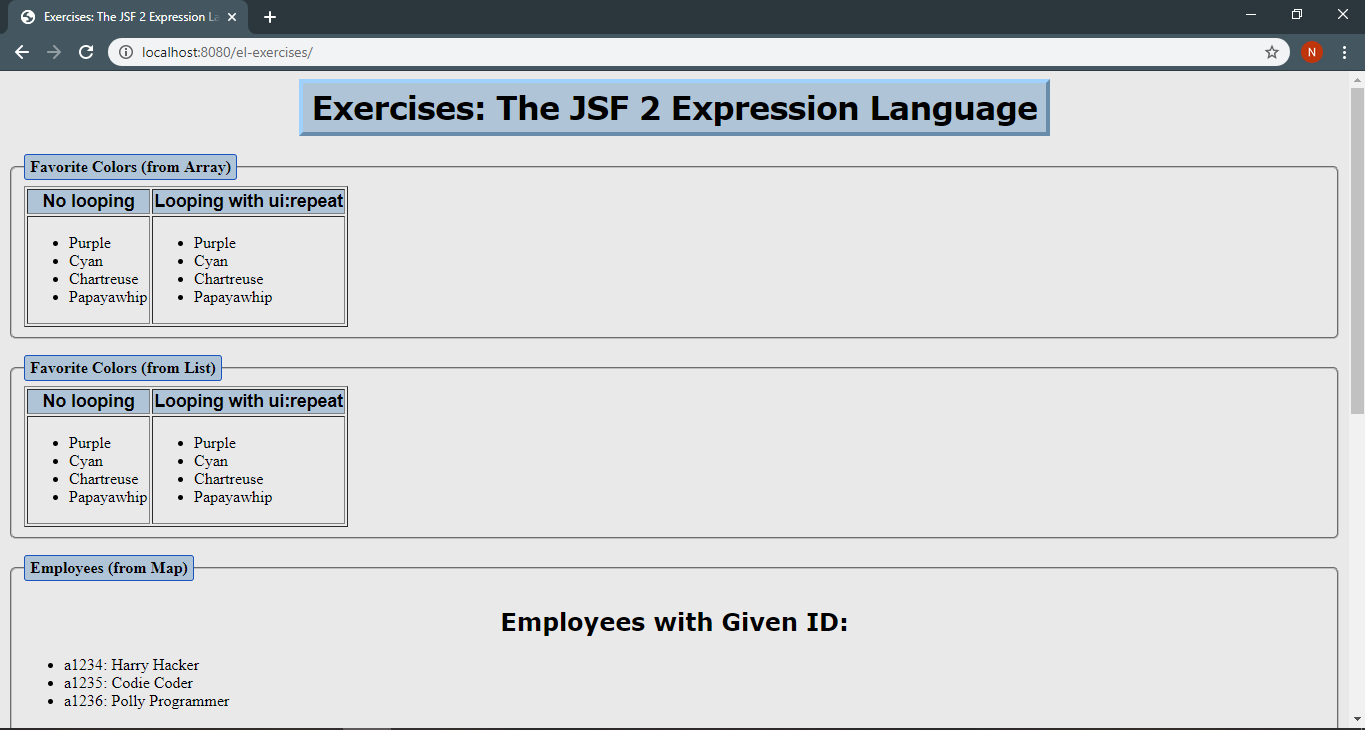 Exercises: The JSF 2 Expression La
localhost:8080/el-exercises/
N
Exercises: The JSF 2 Expression Language
Favorite Colors (from Array)
No looping Looping with ui:repeat
Purple Purple
Cyan Cyan
Chartreuse Chartreuse
Papayawhip Papayawhip
Favorite Colors (from List)
No looping Looping with ui:repeat
Purple Purple
Cyan Cyan
Chartreuse Chartreuse
Papayawhip Papayawhip
Employees (from Map)
Employees with Given ID:
a1234: Harry Hacker
a1235: Codie Coder
a1236: Polly Programmer